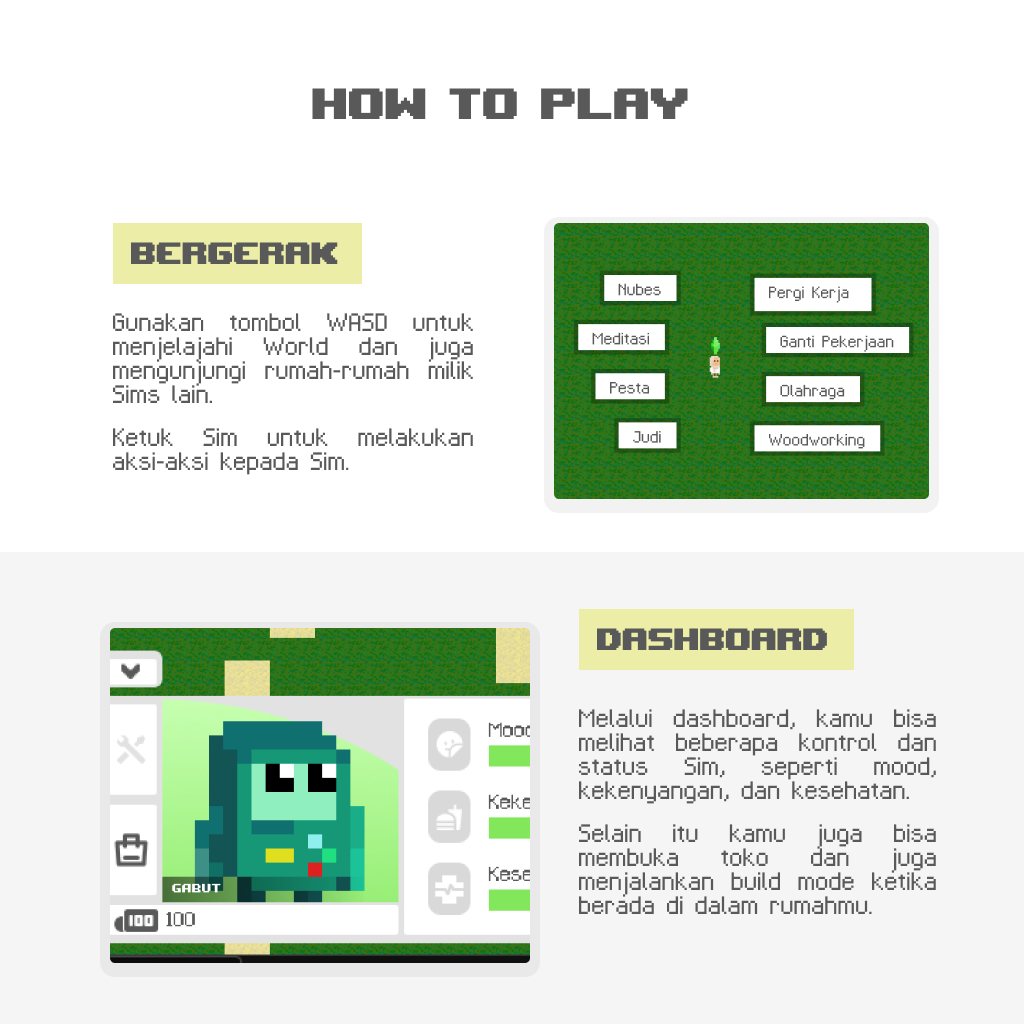 HOW TO PLAY
BERGERAK
Gunakan tombol WASD untuk
menjelajahi World dan juga
mengunjungi rumah-rumah milik
Sims lain.
Ketuk Sim untuk melakukan
aksi-aksi kepada Sim.
Nubes
Pergi Kerja
Meditasi
Ganti Pekerjaan
Pesta
Olahraga
Judi
Woodworking
Mood
Keke
Kese
GABUT
100 100
DASHBOARD
Melalui dashboard, kamu bisa
melihat beberapa kontrol dan
status Sim, seperti mood,
kekenyangan, dan kesehatan.
Selain itu kamu juga bisa
membuka toko dan juga
menjalankan build mode ketika
berada di dalam rumahmu.